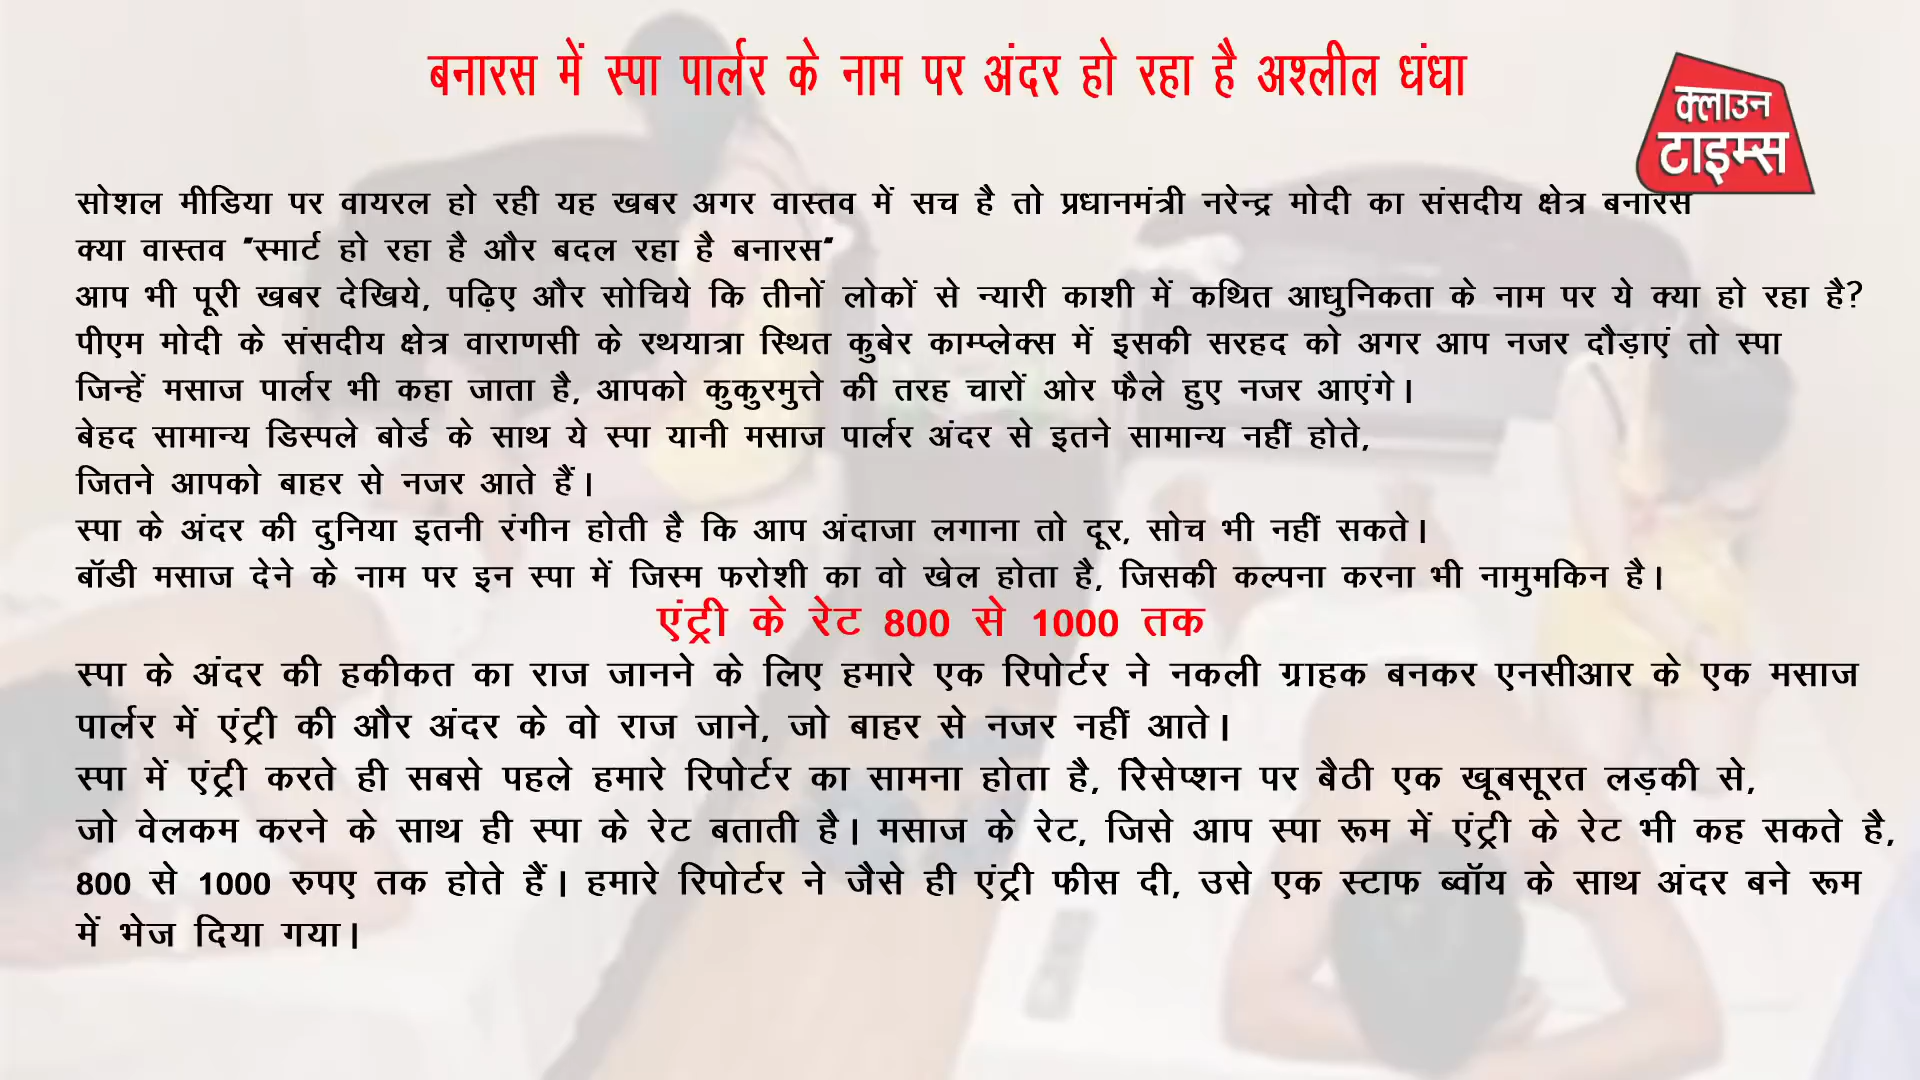 बनारस में स्पा पार्लर के नाम पर अंदर हो रहा है अश्लील धंधा
क्लाउन
टाइम्स
सोशल मीडिया पर वायरल हो रही यह खबर अगर वास्तव में सच है तो प्रधानमंत्री नरेन्द्र मोदी का संसदीय क्षेत्र बनारस
क्या वास्तव "स्मार्ट हो रहा है और बदल रहा है बनारस"
आप भी पूरी खबर देखिये, पढ़िए और सोचिये कि तीनों लोकों से न्यारी काशी में कथित आधुनिकता के नाम पर ये क्या हो रहा है?
पीएम मोदी के संसदीय क्षेत्र वाराणसी के रथयात्रा स्थित कुबेर काम्प्लेक्स में इसकी सरहद को अगर आप नजर दौड़ाएं तो स्पा
जिन्हें मसाज पार्लर भी कहा जाता है, आपको कुकुरमुत्ते की तरह चारों ओर फैले हुए नजर आएंगे।
बेहद सामान्य डिस्पले बोर्ड के साथ ये स्पा यानी मसाज पार्लर अंदर से इतने सामान्य नहीं होते,
जितने आपको बाहर से नजर आते हैं।
स्पा के अंदर की दुनिया इतनी रंगीन होती है कि आप अंदाजा लगाना तो दूर, सोच भी नहीं सकते।
बॉडी मसाज देने के नाम पर इन स्पा में जिस्म फरोशी का वो खेल होता है, जिसकी कल्पना करना भी नामुमकिन है।
एंट्री के रेट 800 से 1000 तक
स्पा के अंदर की हकीकत का राज जानने के लिए हमारे एक रिपोर्टर ने नकली ग्राहक बनकर एनसीआर के एक मसाज
पार्लर में एंट्री की और अंदर के वो राज जाने, जो बाहर से नजर नहीं आते।
स्पा में एंट्री करते ही सबसे पहले हमारे रिपोर्टर का सामना होता है, रिेसेप्शन पर बैठी एक खूबसूरत लड़की से,
जो वेलकम करने के साथ ही स्पा के रेट बताती है। मसाज के रेट, जिसे आप स्पा रूम में एंट्री के रेट भी कह सकते है,
800 से 1000 रुपए तक होते हैं। हमारे रिपोर्टर ने जैसे ही एंट्री फीस दी, उसे एक स्टाफ ब्वॉय के साथ अंदर बने रूम
में भेज दिया गया।